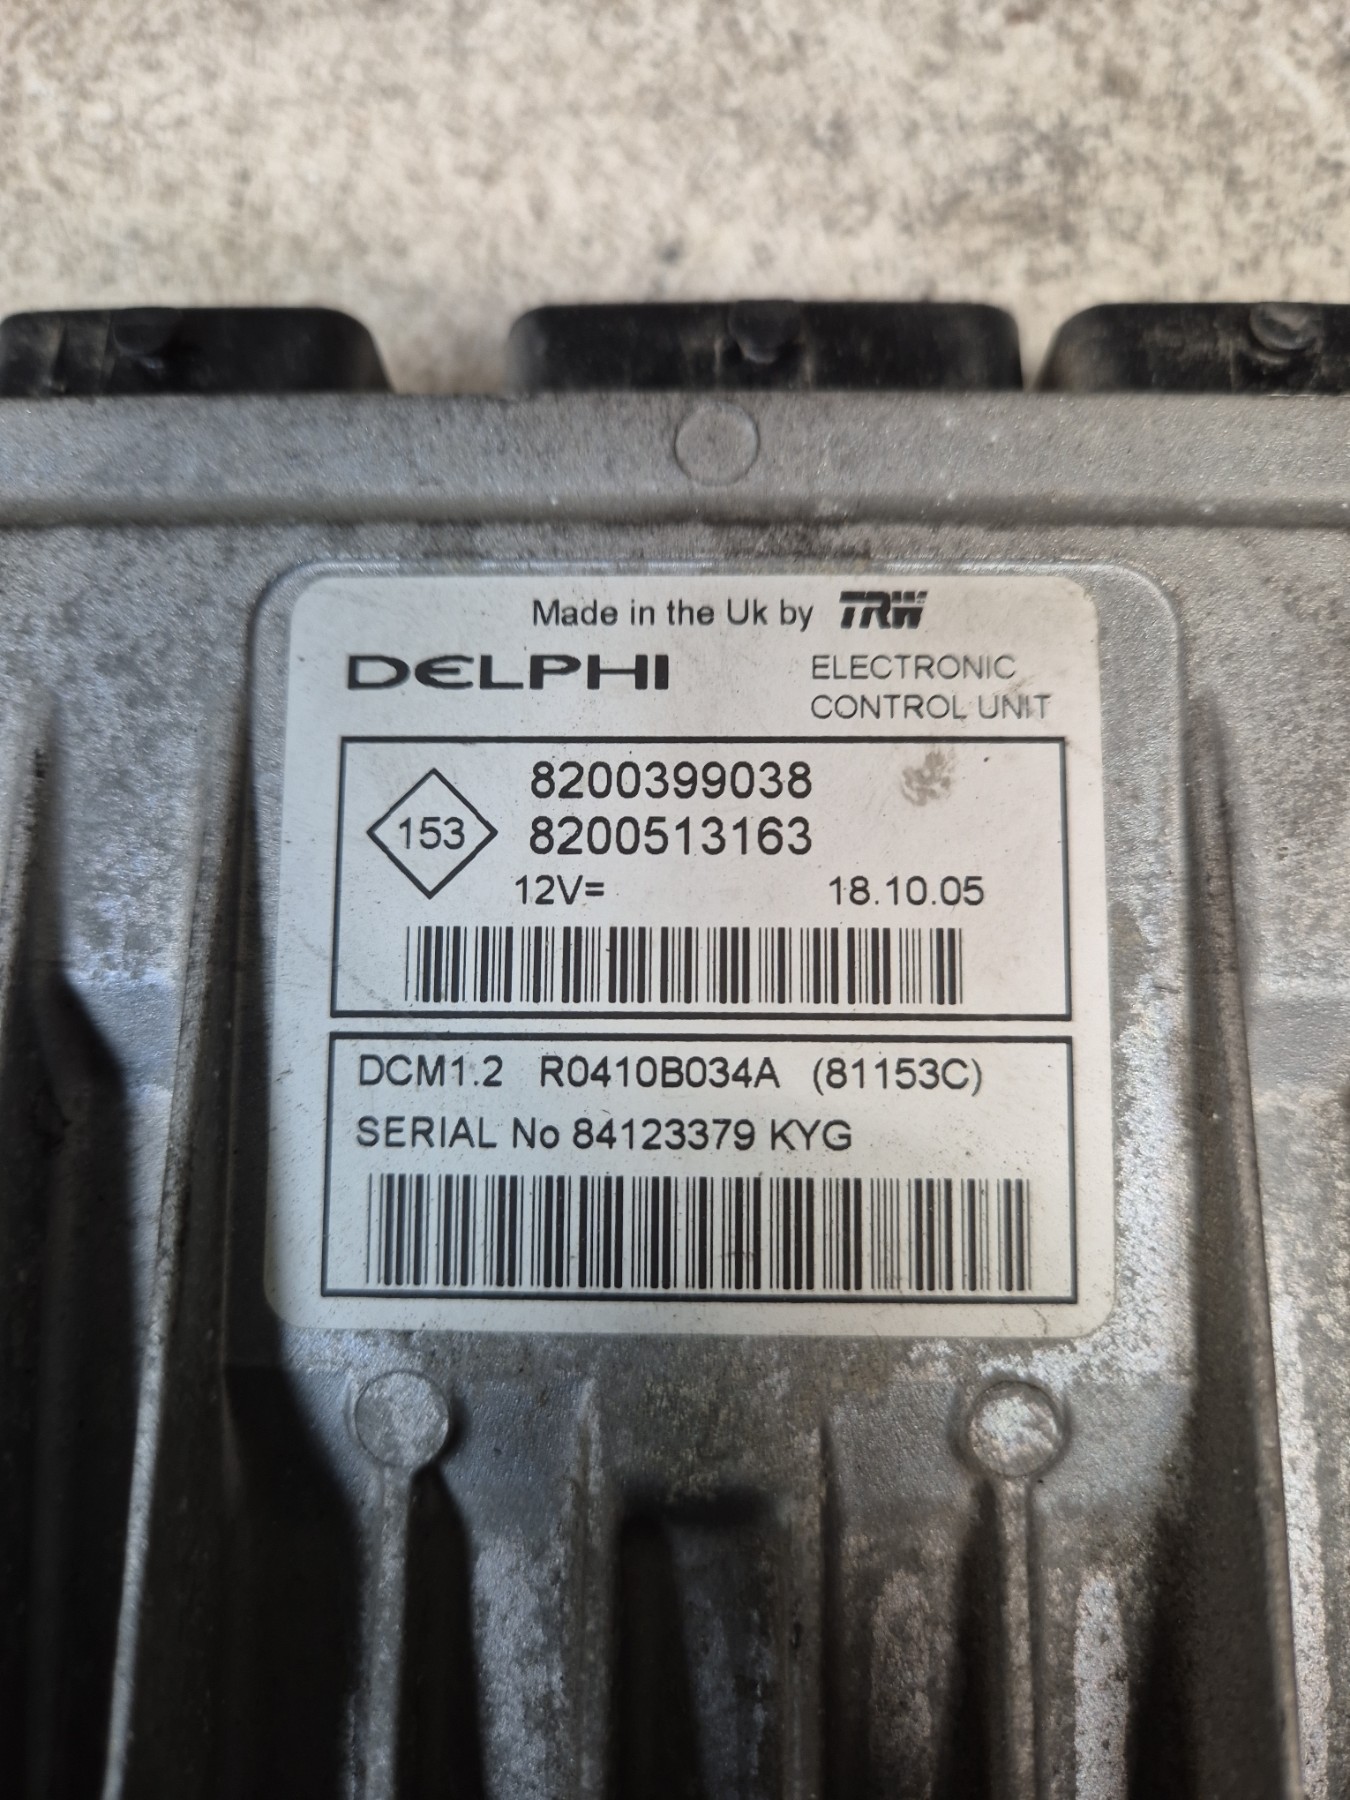 Made in the Uk by TRW
DELPHI
ELECTRONIC
CONTROL UNIT
153
8200399038
8200513163
12V=
18.10.05
DCM1.2 R0410B034A (81153C)
SERIAL No 84123379 KYG